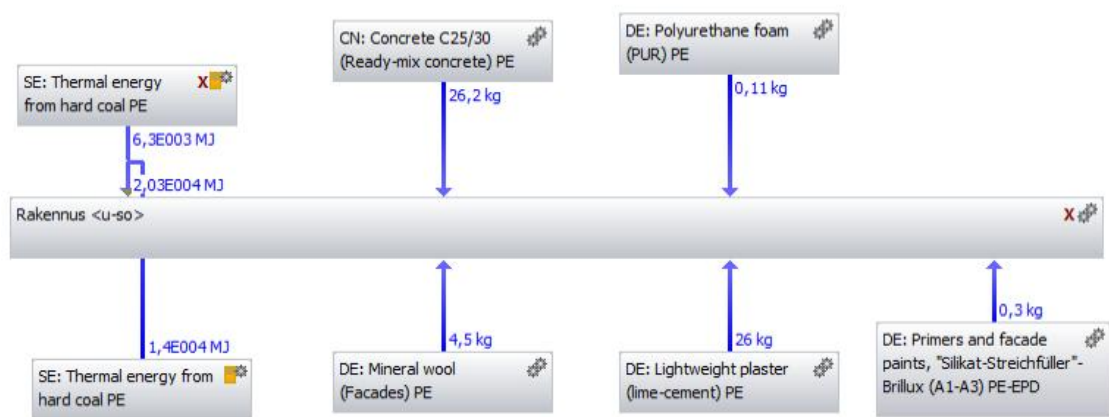 CN: Concrete C25/30
(Ready-mix concrete) PE
DE: Polyurethane foam
(PUR) PE
SE: Thermal energy X
from hard coal PE
26,2 kg
0,11 kg
6,3E003 MJ
2,03E004 MJ
Rakennus <u-so> X
1,4E004 MJ
4,5 kg
26 kg
0,3 kg
SE: Thermal energy from
hard coal PE
DE: Mineral wool
(Facades) PE
DE: Lightweight plaster
(lime-cement) PE
DE: Primers and facade
paints, "Silikat-Streichfüller"-
Brillux (A1-A3) PE-EPD